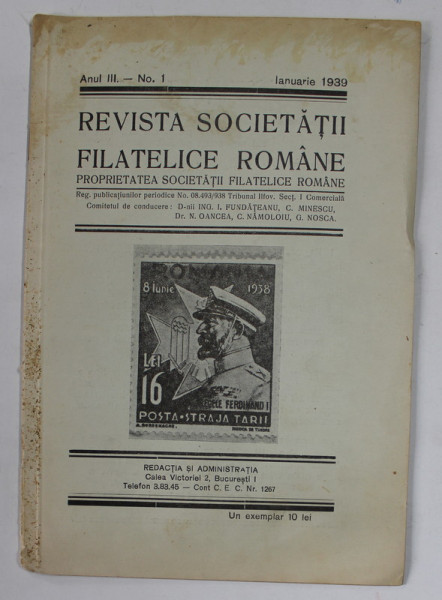 Anul III. — No. 1
Ianuarie 1939
REVISTA SOCIETĂȚII
FILATELICE ROMÂNE
PROPRIETATEA SOCIETĂȚII FILATELICE ROMÂNE
Reg. publicațiunilor periodice No. 08.493/938 Tribunal Ilfov. Secț. I Comercială
Comitetul de conducere: D-nii ING. I. FUNDĂȚEANU, C. MINESCU,
Dr. N. OANCEA, C. NĂMOLOIU, G. NOSCA.
ROMANIA
8 Iunie 1938
LEI
16
REGELE FERDINAND I
POSTA·STRAJA TARII
REDACȚIA ȘI ADMINISTRAȚIA
Calea Victoriei 2, București I
Telefon 3.83.45 — Cont C. E. C. Nr. 1267
Un exemplar 10 lei